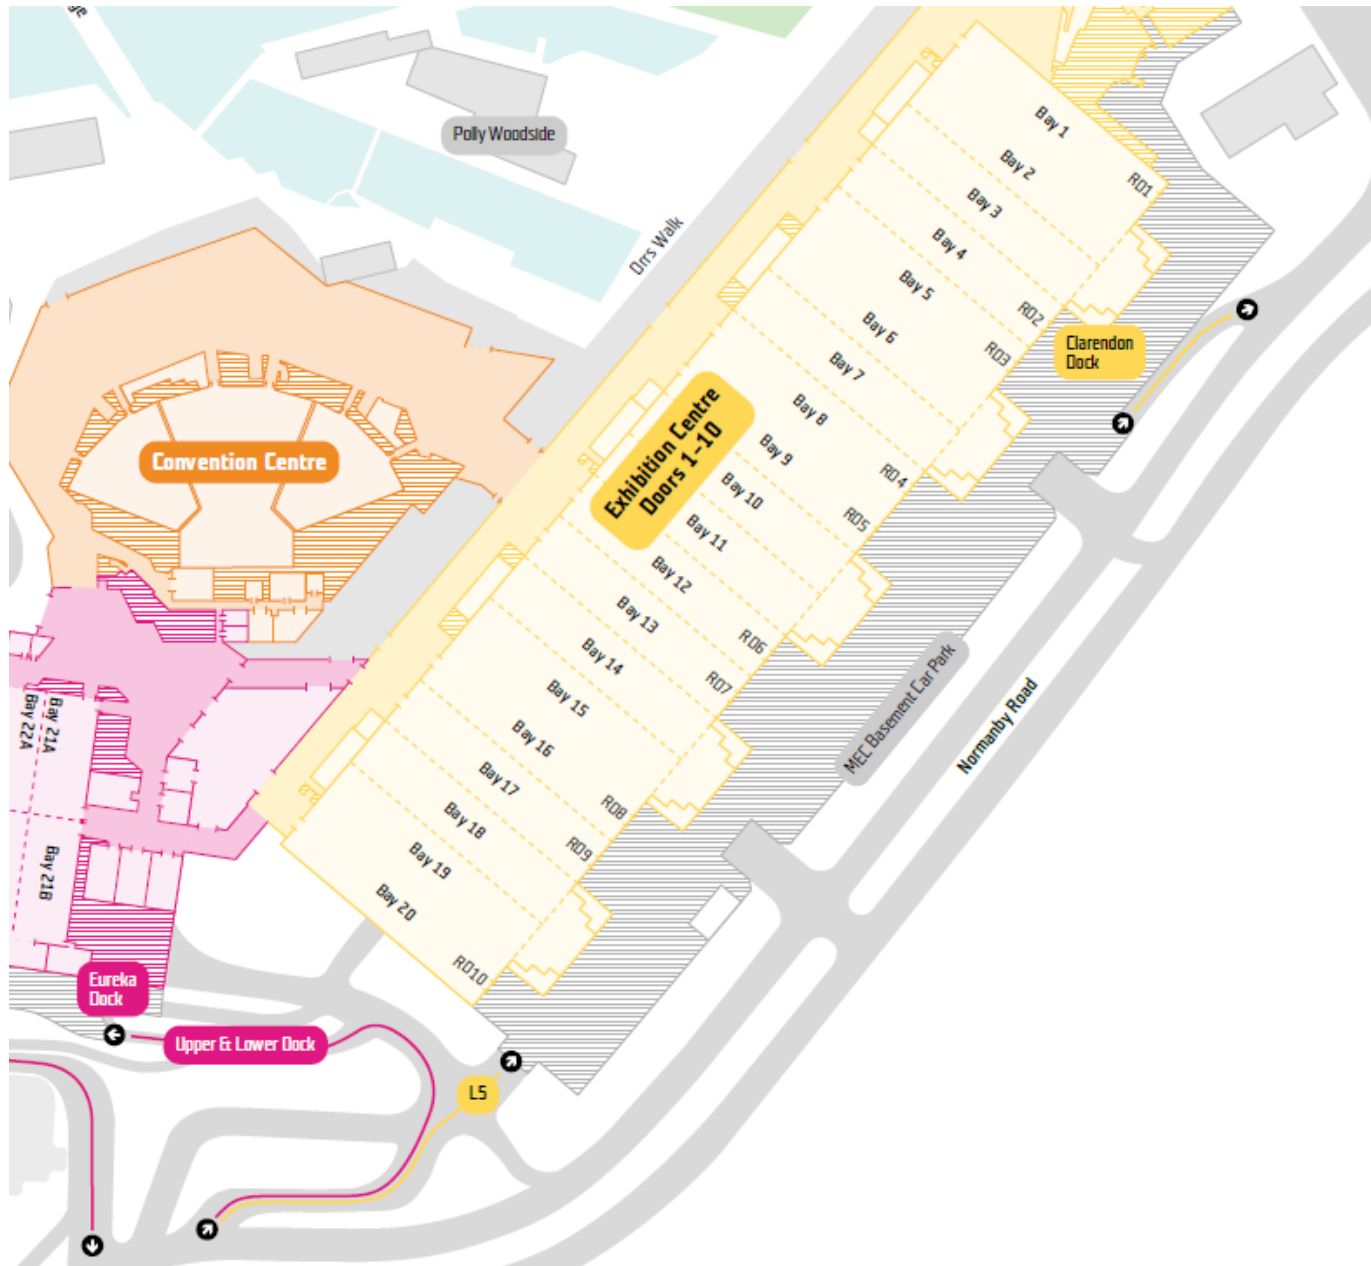 ge
Polly Woodside
Orrs Walk
Bay 1
Bay 2
Bay 3
Bay 4
Bay 5
Bay 6
Bay 7
Bay 8
Bay 9
Bay 10
Bay 11
Bay 12
Bay 13
Bay 14
Bay 15
Bay 16
Bay 17
Bay 18
Bay 19
Bay 20
RD1
RD2
RD3
RD4
RD5
RD6
RD7
RD8
RD9
RD10
Clarendon
Dock
Exhibition Centre
Doors 1-10
Convention Centre
MEC Basement Car Park
Normanby Road
Bay 21A
Bay 22A
Bay 21B
Eureka
Dock
Upper & Lower Dock
L5